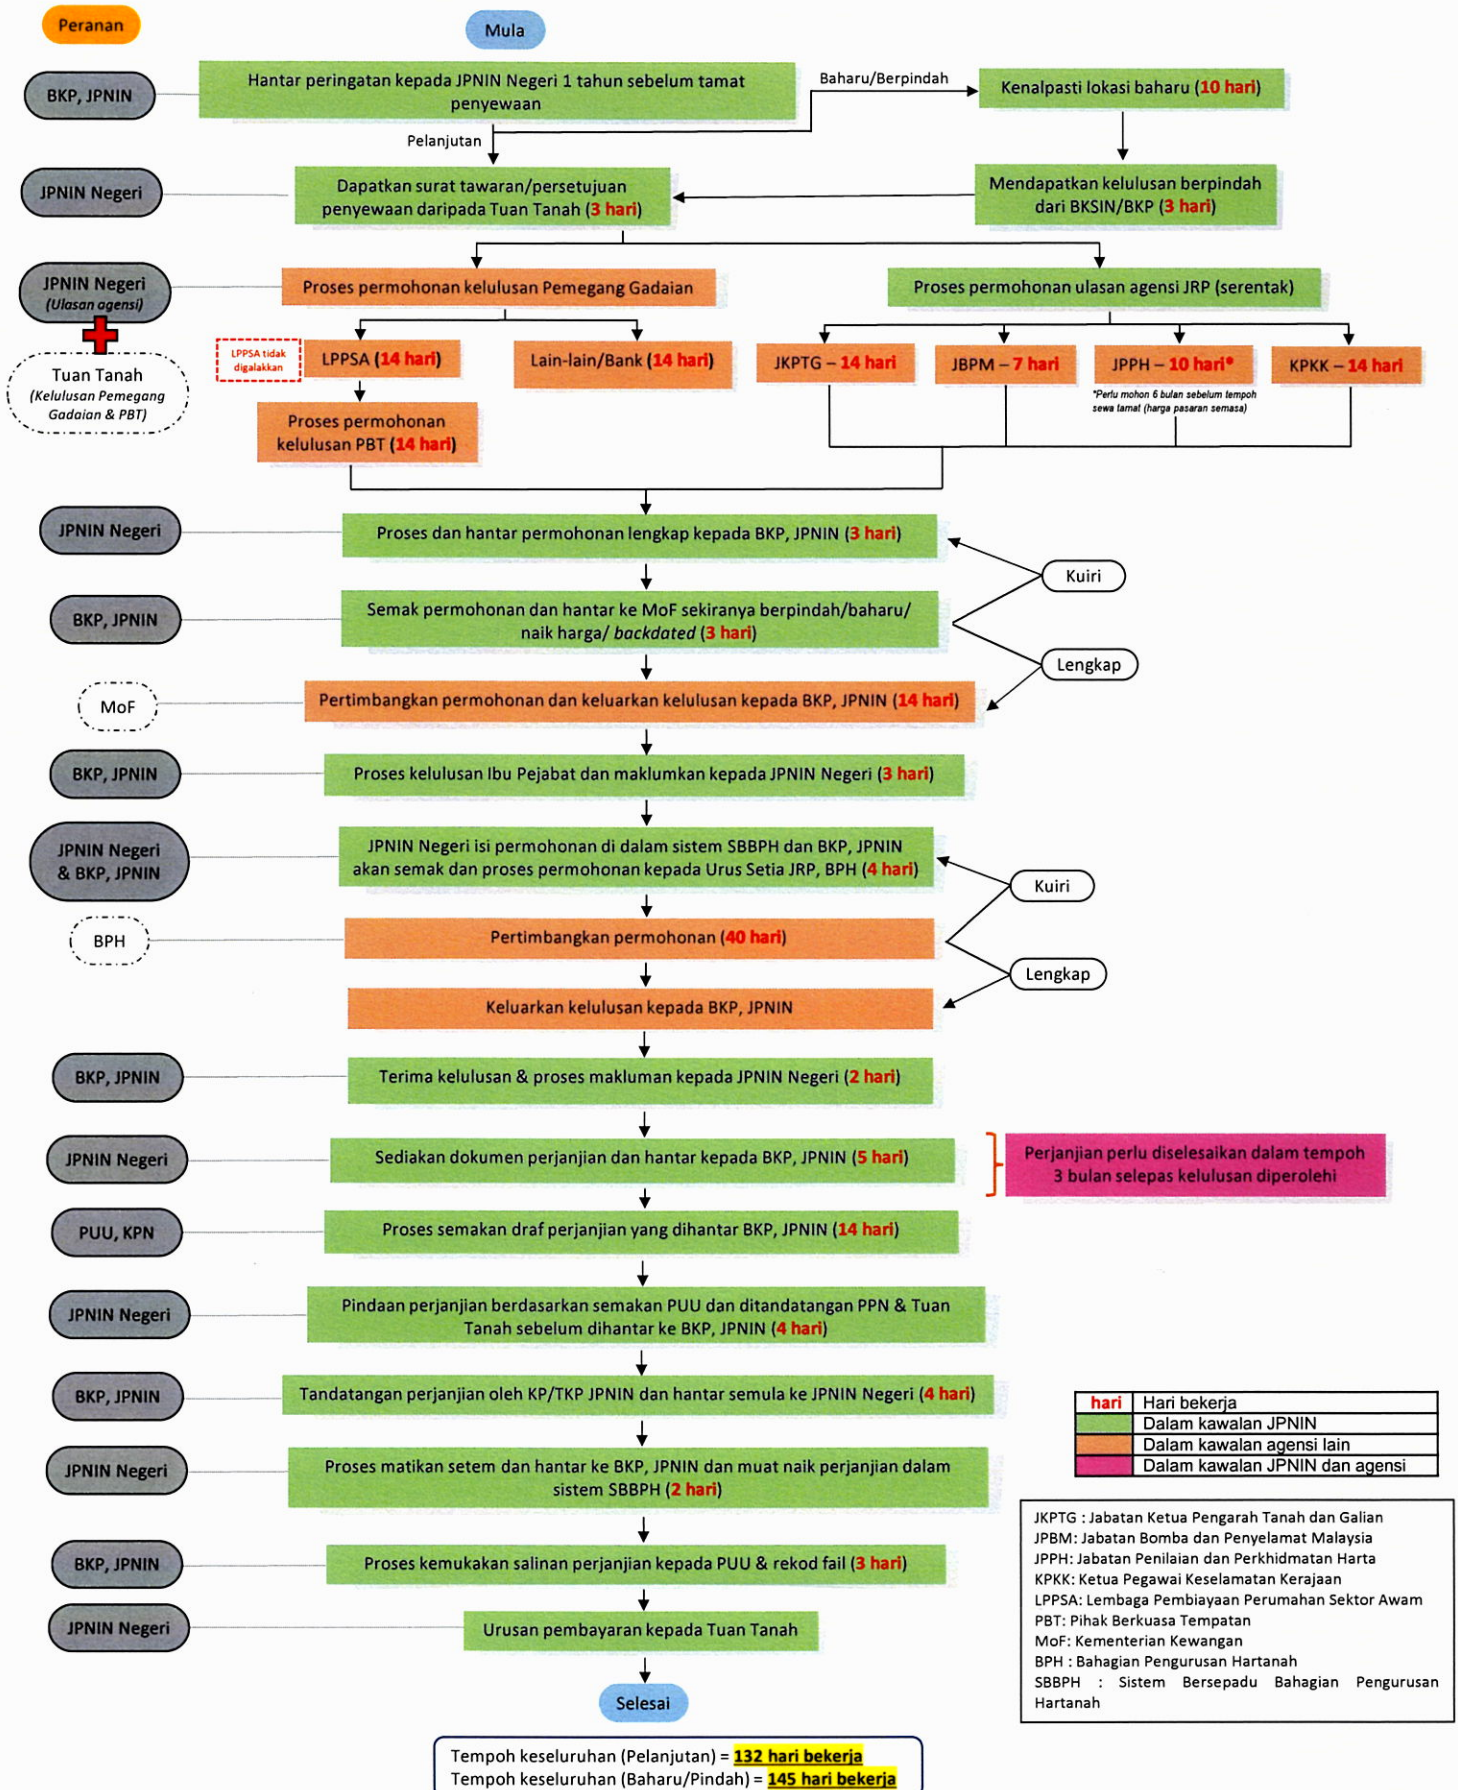 Peranan
Mula
BKP, JPNIN
Hantar peringatan kepada JPNIN Negeri 1 tahun sebelum tamat
penyewaan
Baharu/Berpindah
Kenalpasti lokasi baharu (10 hari)
Pelanjutan
JPNIN Negeri
Dapatkan surat tawaran/persetujuan
penyewaan daripada Tuan Tanah (3 hari)
Mendapatkan kelulusan berpindah
dari BKSIN/BKP (3 hari)
JPNIN Negeri
(Ulasan agensi)
Proses permohonan kelulusan Pemegang Gadaian
Proses permohonan ulasan agensi JRP (serentak)
Tuan Tanah
(Kelulusan Pemegang
Gadaian & PBT)
LPPSA tidak
digalakkan
LPPSA (14 hari)
Lain-lain/Bank (14 hari)
JKPTG – 14 hari
JBPM – 7 hari
JPPH – 10 hari*
KPKK – 14 hari
*Perlu mohon 6 bulan sebelum tempoh
sewa tamat (harga pasaran semasa)
Proses permohonan
kelulusan PBT (14 hari)
JPNIN Negeri
Proses dan hantar permohonan lengkap kepada BKP, JPNIN (3 hari)
Kuiri
BKP, JPNIN
Semak permohonan dan hantar ke MoF sekiranya berpindah/baharu/
naik harga/ backdated (3 hari)
Lengkap
MoF
Pertimbangkan permohonan dan keluarkan kelulusan kepada BKP, JPNIN (14 hari)
BKP, JPNIN
Proses kelulusan Ibu Pejabat dan maklumkan kepada JPNIN Negeri (3 hari)
JPNIN Negeri
& BKP, JPNIN
JPNIN Negeri isi permohonan di dalam sistem SBBPH dan BKP, JPNIN
akan semak dan proses permohonan kepada Urus Setia JRP, BPH (4 hari)
Kuiri
BPH
Pertimbangkan permohonan (40 hari)
Lengkap
Keluarkan kelulusan kepada BKP, JPNIN
BKP, JPNIN
Terima kelulusan & proses makluman kepada JPNIN Negeri (2 hari)
JPNIN Negeri
Sediakan dokumen perjanjian dan hantar kepada BKP, JPNIN (5 hari)
Perjanjian perlu diselesaikan dalam tempoh
3 bulan selepas kelulusan diperolehi
PUU, KPN
Proses semakan draf perjanjian yang dihantar BKP, JPNIN (14 hari)
JPNIN Negeri
Pindaan perjanjian berdasarkan semakan PUU dan ditandatangan PPN & Tuan
Tanah sebelum dihantar ke BKP, JPNIN (4 hari)
BKP, JPNIN
Tandatangan perjanjian oleh KP/TKP JPNIN dan hantar semula ke JPNIN Negeri (4 hari)
JPNIN Negeri
Proses matikan setem dan hantar ke BKP, JPNIN dan muat naik perjanjian dalam
sistem SBBPH (2 hari)
BKP, JPNIN
Proses kemukakan salinan perjanjian kepada PUU & rekod fail (3 hari)
JPNIN Negeri
Urusan pembayaran kepada Tuan Tanah
Selesai
hari Hari bekerja
Dalam kawalan JPNIN
Dalam kawalan agensi lain
Dalam kawalan JPNIN dan agensi
JKPTG : Jabatan Ketua Pengarah Tanah dan Galian
JPBM: Jabatan Bomba dan Penyelamat Malaysia
JPPH: Jabatan Penilaian dan Perkhidmatan Harta
KPKK: Ketua Pegawai Keselamatan Kerajaan
LPPSA: Lembaga Pembiayaan Perumahan Sektor Awam
PBT: Pihak Berkuasa Tempatan
MoF: Kementerian Kewangan
BPH : Bahagian Pengurusan Hartanah
SBBPH : Sistem Bersepadu Bahagian Pengurusan
Hartanah
Tempoh keseluruhan (Pelanjutan) = 132 hari bekerja
Tempoh keseluruhan (Baharu/Pindah) = 145 hari bekerja